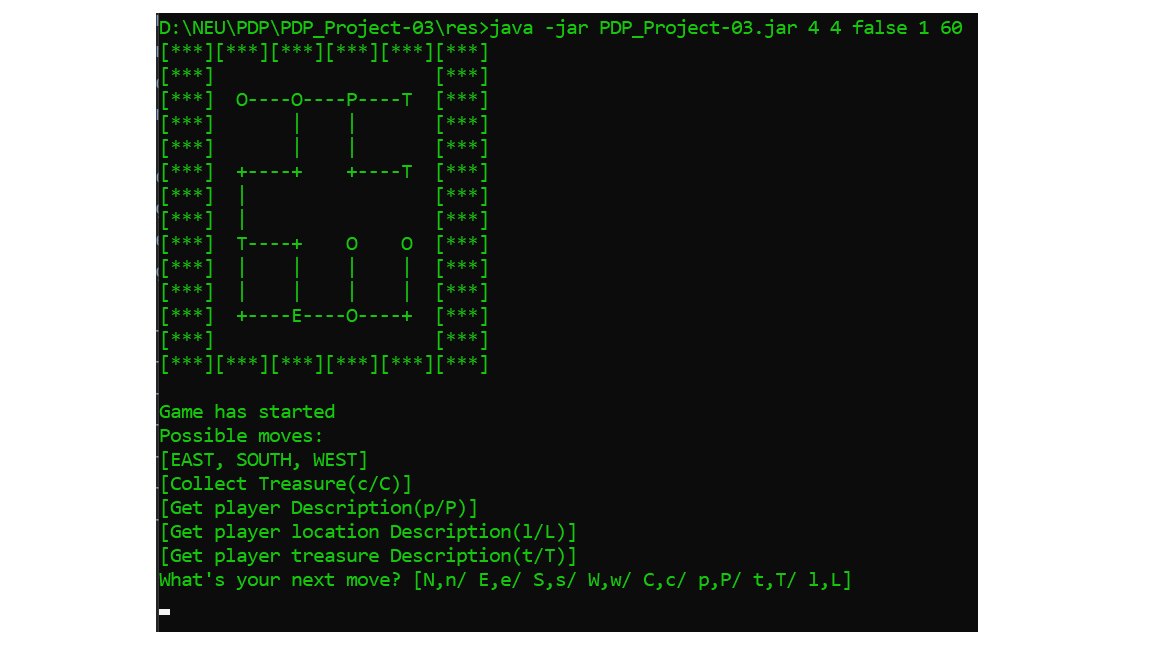 D:\NEU\PDP\PDP_Project-03\res>java -jar PDP_Project-03.jar 4 4 false 1 60
[***][***][***][***][***][***]
[***]                    [***]
[***]  O----O----P----T  [***]
[***]       |    |       [***]
[***]       |    |       [***]
[***]  +----+    +----T  [***]
[***]  |                 [***]
[***]  |                 [***]
[***]  T----+    O    O  [***]
[***]  |    |    |    |  [***]
[***]  |    |    |    |  [***]
[***]  +----E----O----+  [***]
[***]                    [***]
[***][***][***][***][***][***]
Game has started
Possible moves:
[EAST, SOUTH, WEST]
[Collect Treasure(c/C)]
[Get player Description(p/P)]
[Get player location Description(l/L)]
[Get player treasure Description(t/T)]
What's your next move? [N,n/ E,e/ S,s/ W,w/ C,c/ p,P/ t,T/ l,L]